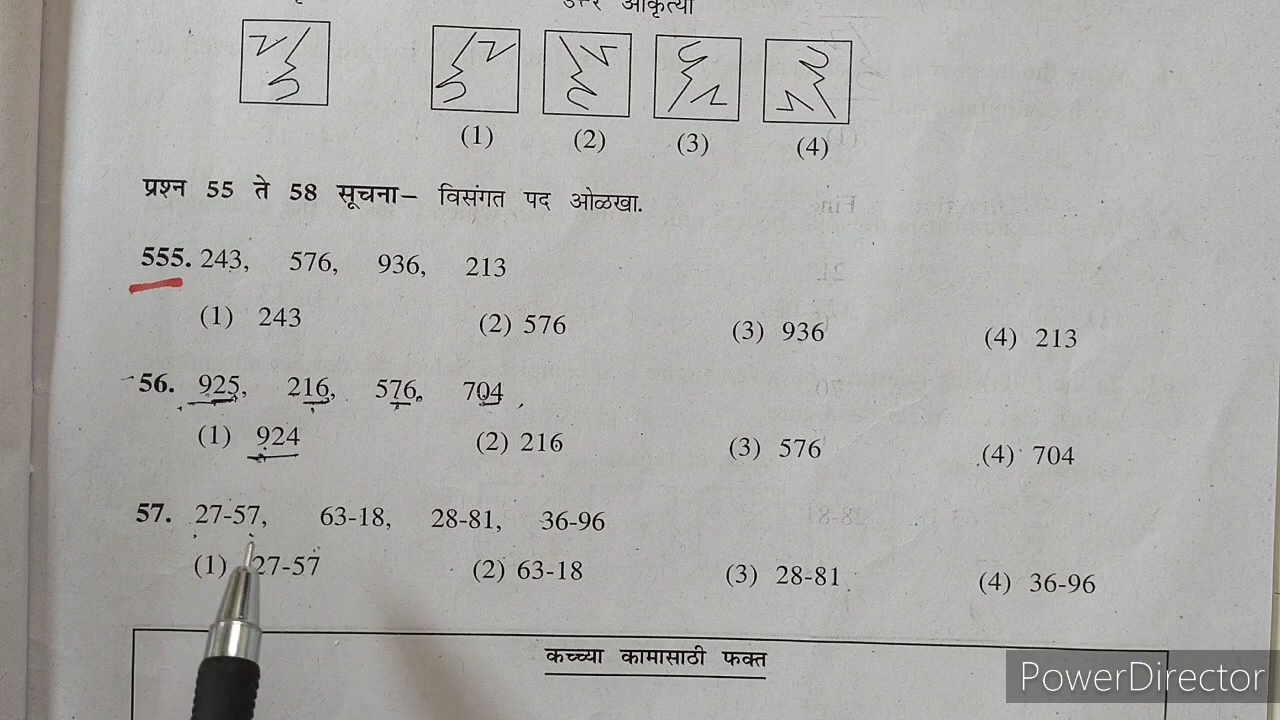 उत्तर आकृत्या
(1) (2) (3) (4)
प्रश्न 55 ते 58 सूचना– विसंगत पद ओळखा.
555. 243, 576, 936, 213
(1) 243 (2) 576 (3) 936 (4) 213
56. 925, 216, 576, 704
(1) 924 (2) 216 (3) 576 (4) 704
57. 27-57, 63-18, 28-81, 36-96
(1) 27-57 (2) 63-18 (3) 28-81 (4) 36-96
कच्च्या कामासाठी फक्त
PowerDirector